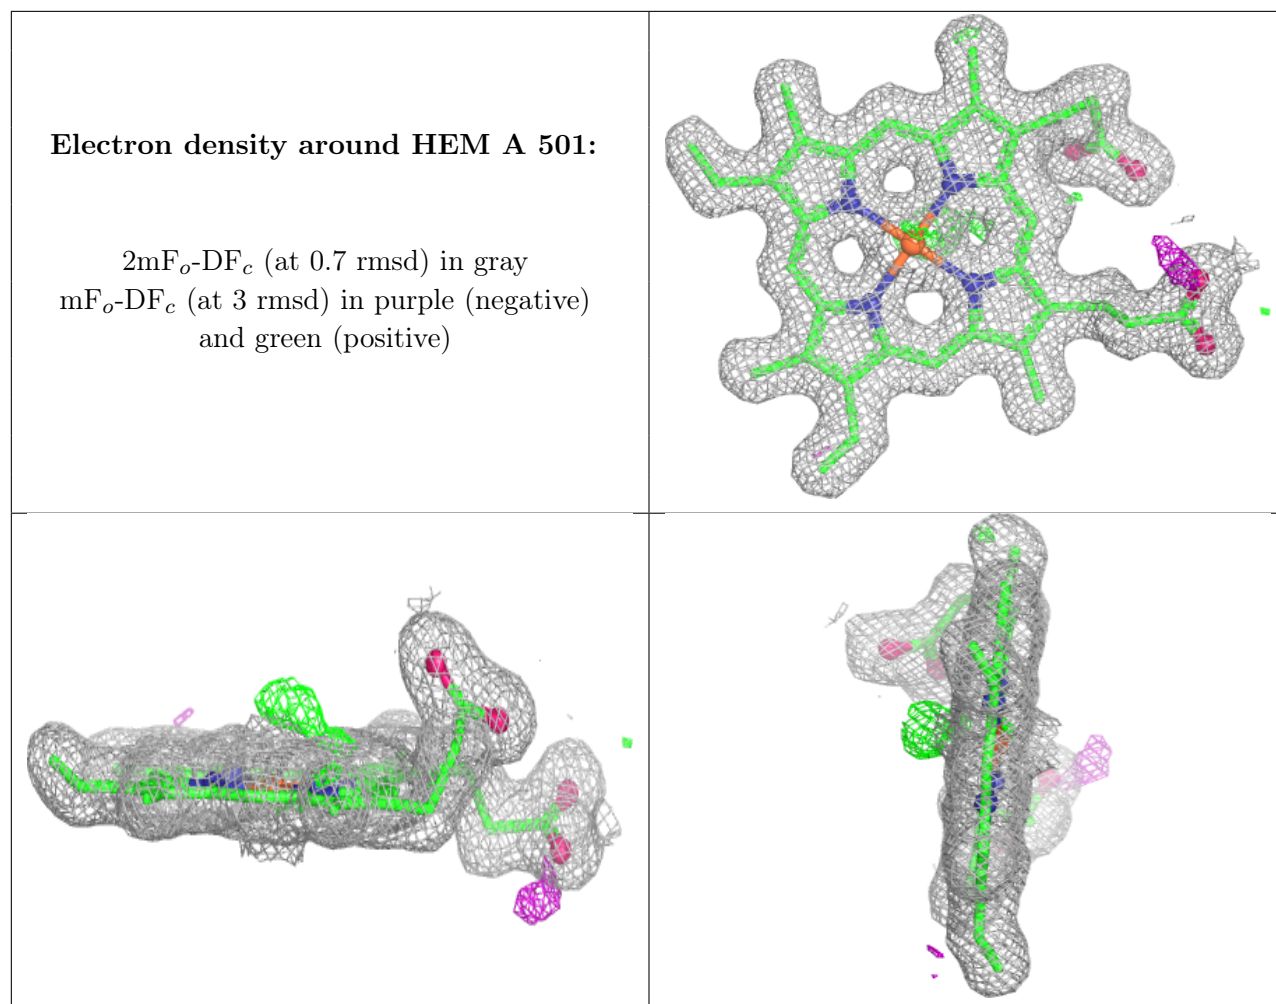 Electron density around HEM A 501:
2mFₒ-DF𝒸 (at 0.7 rmsd) in gray
mFₒ-DF𝒸 (at 3 rmsd) in purple (negative)
and green (positive)